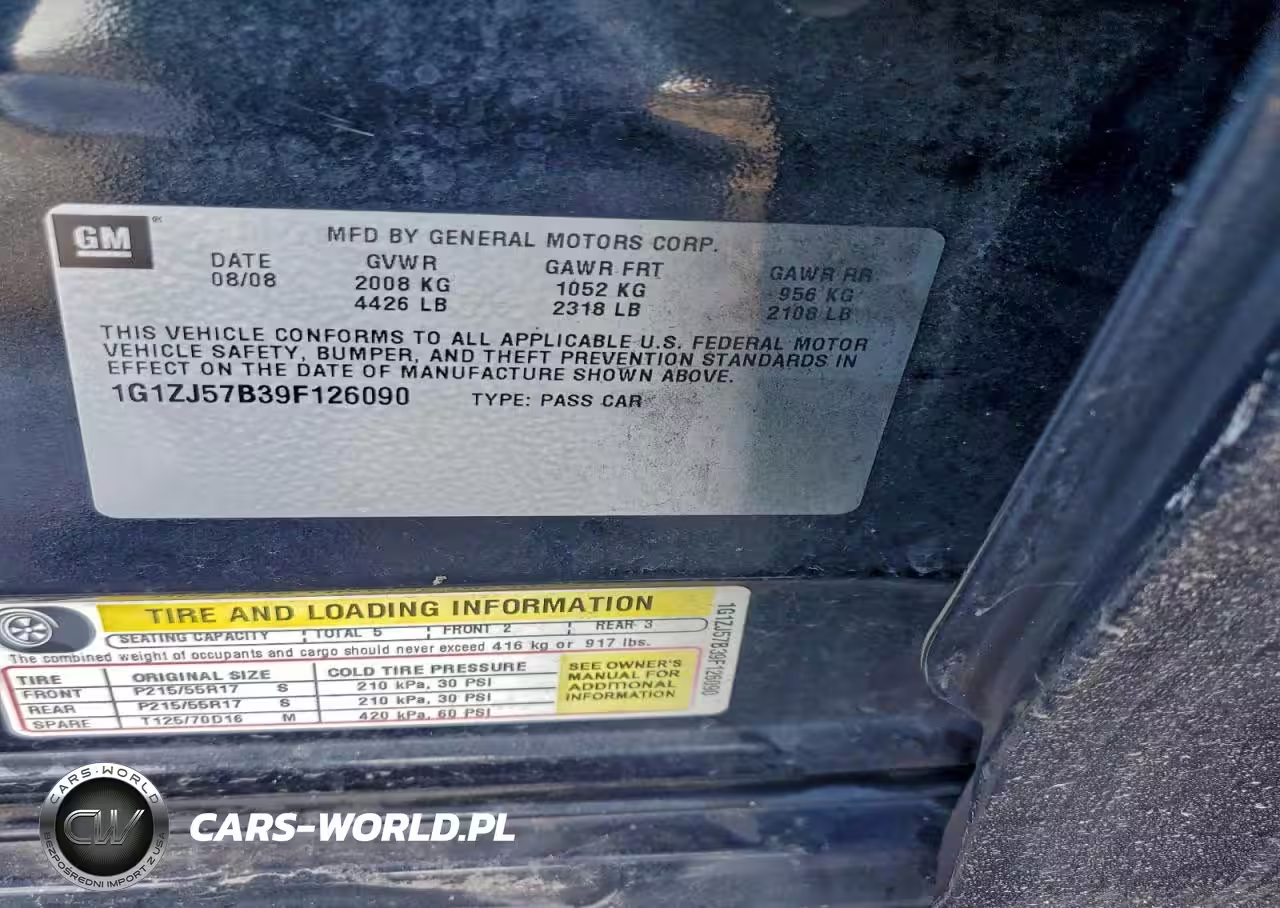 GM
MFD BY GENERAL MOTORS CORP.
DATE GVWR GAWR FRT GAWR RR
08/08 2008 KG 1052 KG 956 KG
4426 LB 2318 LB 2108 LB
THIS VEHICLE CONFORMS TO ALL APPLICABLE U.S. FEDERAL MOTOR
VEHICLE SAFETY, BUMPER, AND THEFT PREVENTION STANDARDS IN
EFFECT ON THE DATE OF MANUFACTURE SHOWN ABOVE.
1G1ZJ57B39F126090 TYPE: PASS CAR
TIRE AND LOADING INFORMATION
SEATING CAPACITY TOTAL 5 FRONT 2 REAR 3
The combined weight of occupants and cargo should never exceed 416 kg or 917 lbs.
TIRE ORIGINAL SIZE COLD TIRE PRESSURE
FRONT P215/55R17 S 210 kPa, 30 PSI
REAR P215/55R17 S 210 kPa, 30 PSI
SPARE T125/70D16 M 420 kPa, 60 PSI
SEE OWNER'S
MANUAL FOR
ADDITIONAL
INFORMATION
1G1ZJ57B39F126090
CARS-WORLD
CW
BEZPOŚREDNI IMPORT Z USA
CARS-WORLD.PL